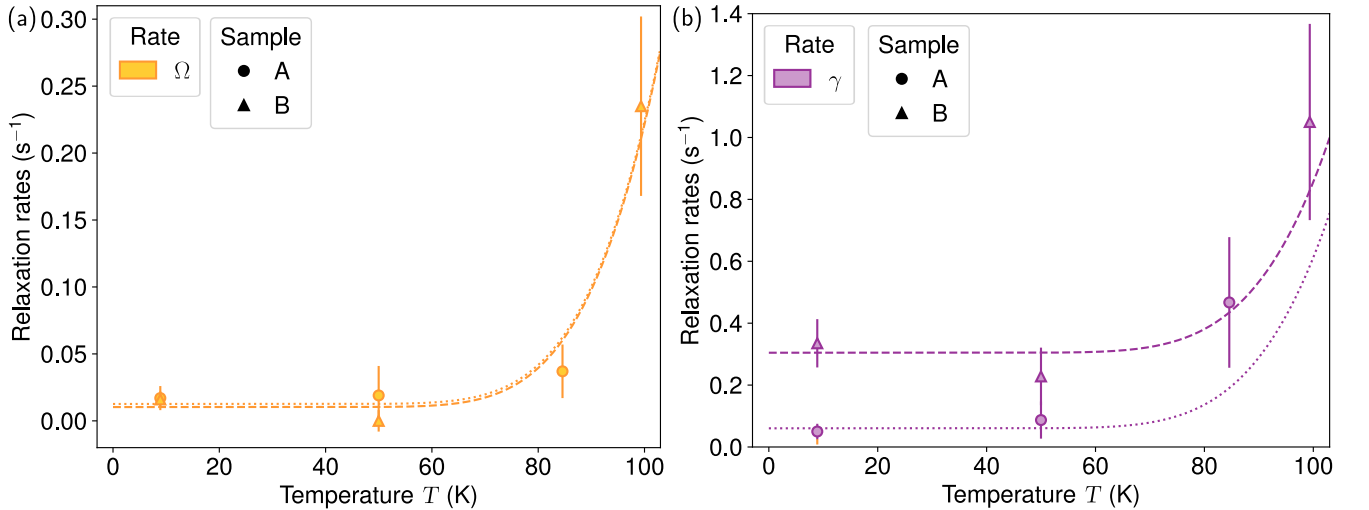 (a)
Rate
Ω
Sample
A
B
Relaxation rates (s⁻¹)
0.30
0.25
0.20
0.15
0.10
0.05
0.00
0 20 40 60 80 100
Temperature T (K)
(b)
Rate
γ
Sample
A
B
Relaxation rates (s⁻¹)
1.4
1.2
1.0
0.8
0.6
0.4
0.2
0.0
0 20 40 60 80 100
Temperature T (K)